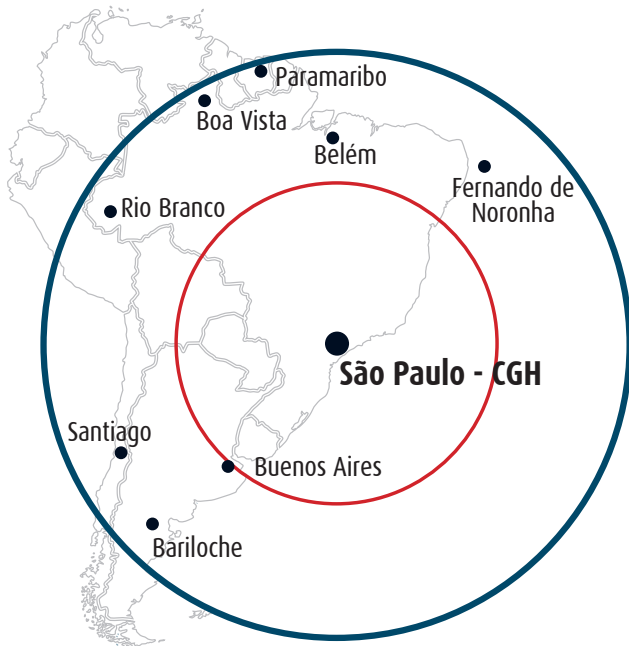 Paramaribo
Boa Vista
Belém
Fernando de
Noronha
Rio Branco
São Paulo - CGH
Santiago
Buenos Aires
Bariloche